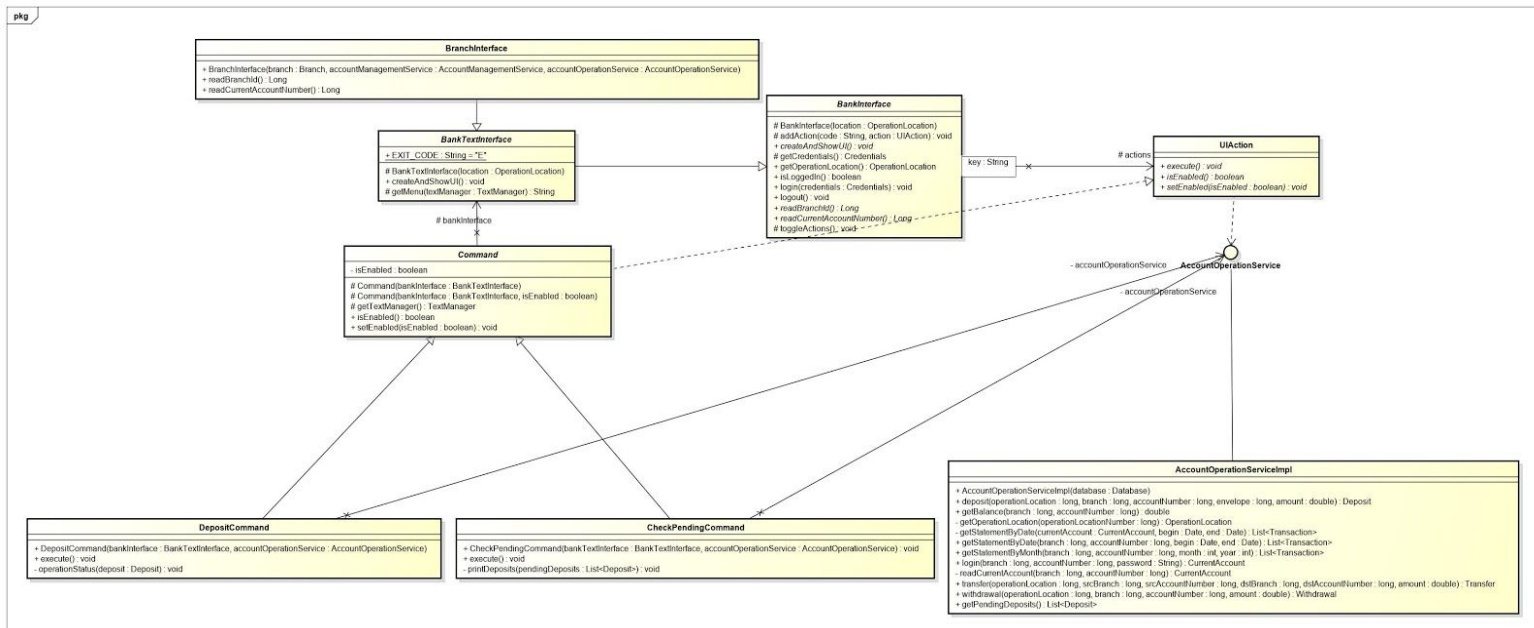 pkg
BranchInterface
+ BranchInterface(branch : Branch, accountManagementService : AccountManagementService, accountOperationService : AccountOperationService)
+ readBranchId() : Long
+ readCurrentAccountNumber() : Long
BankTextInterface
+ EXIT_CODE : String = "E"
# BankTextInterface(location : OperationLocation)
+ createAndShowUI() : void
# getMenu(textManager : TextManager) : String
BankInterface
# BankInterface(location : OperationLocation)
# addAction(code : String, action : UIAction) : void
+ createAndShowUI() : void
# getCredentials() : Credentials
+ getOperationLocation() : OperationLocation
+ isLoggedIn() : boolean
+ login(credentials : Credentials) : void
+ logout() : void
+ readBranchId() : Long
+ readCurrentAccountNumber() : Long
# toggleActions() : void
key : String
# actions
UIAction
+ execute() : void
+ isEnabled() : boolean
+ setEnabled(isEnabled : boolean) : void
# bankInterface
Command
- isEnabled : boolean
# Command(bankInterface : BankTextInterface)
# Command(bankInterface : BankTextInterface, isEnabled : boolean)
# getTextManager() : TextManager
+ isEnabled() : boolean
+ setEnabled(isEnabled : boolean) : void
- accountOperationService
AccountOperationService
- accountOperationService
DepositCommand
+ DepositCommand(bankInterface : BankTextInterface, accountOperationService : AccountOperationService)
+ execute() : void
- operationStatus(deposit : Deposit) : void
CheckPendingCommand
+ CheckPendingCommand(bankTextInterface : BankTextInterface, accountOperationService : AccountOperationService) : void
+ execute() : void
- printDeposits(pendingDeposits : List<Deposit>) : void
AccountOperationServiceImpl
+ AccountOperationServiceImpl(database : Database)
+ deposit(operationLocation : long, branch : long, accountNumber : long, envelope : long, amount : double) : Deposit
+ getBalance(branch : long, accountNumber : long) : double
- getOperationLocation(operationLocationNumber : long) : OperationLocation
- getStatementByDate(currentAccount : CurrentAccount, begin : Date, end : Date) : List<Transaction>
+ getStatementByDate(branch : long, accountNumber : long, begin : Date, end : Date) : List<Transaction>
+ getStatementByMonth(branch : long, accountNumber : long, month : int, year : int) : List<Transaction>
+ login(branch : long, accountNumber : long, password : String) : CurrentAccount
- readCurrentAccount(branch : long, accountNumber : long) : CurrentAccount
+ transfer(operationLocation : long, srcBranch : long, srcAccountNumber : long, dstBranch : long, dstAccountNumber : long, amount : double) : Transfer
+ withdrawal(operationLocation : long, branch : long, accountNumber : long, amount : double) : Withdrawal
+ getPendingDeposits() : List<Deposit>